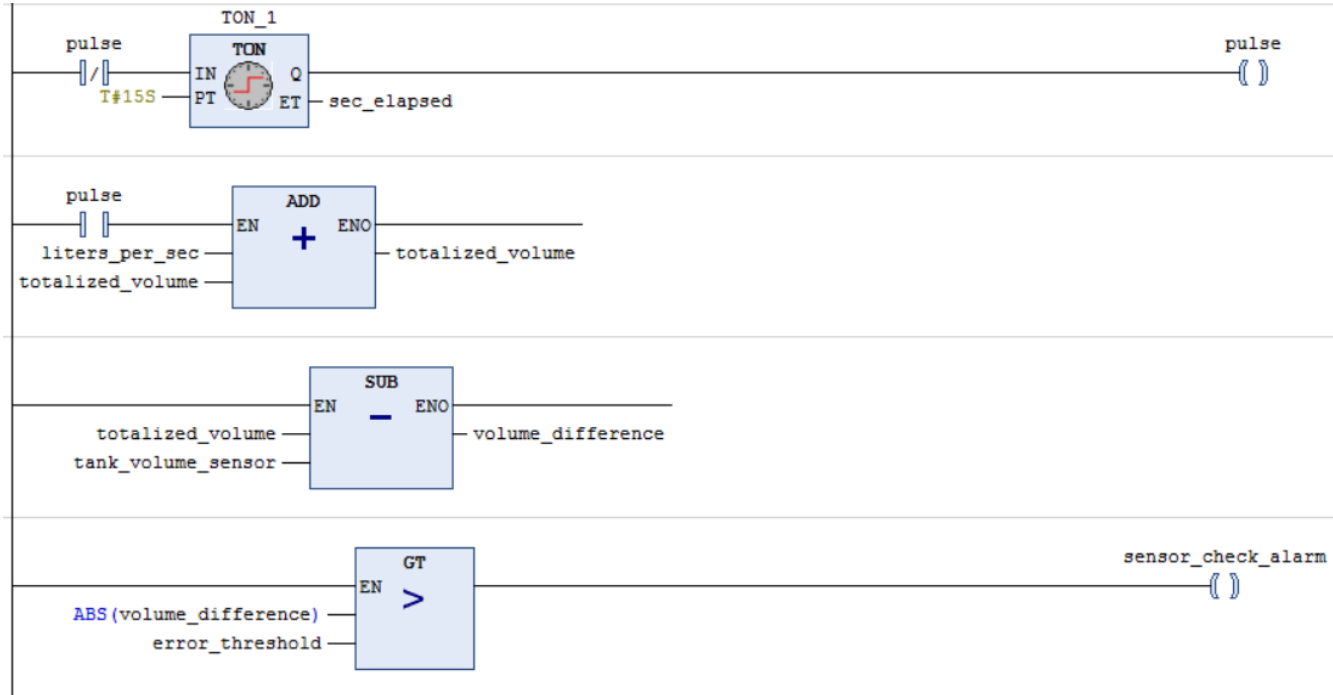 TON_1
pulse
TON
pulse
IN
Q
T#15S
PT
ET
sec_elapsed
pulse
ADD
EN
ENO
+
liters_per_sec
totalized_volume
totalized_volume
SUB
EN
ENO
-
totalized_volume
volume_difference
tank_volume_sensor
GT
sensor_check_alarm
EN
>
ABS(volume_difference)
error_threshold